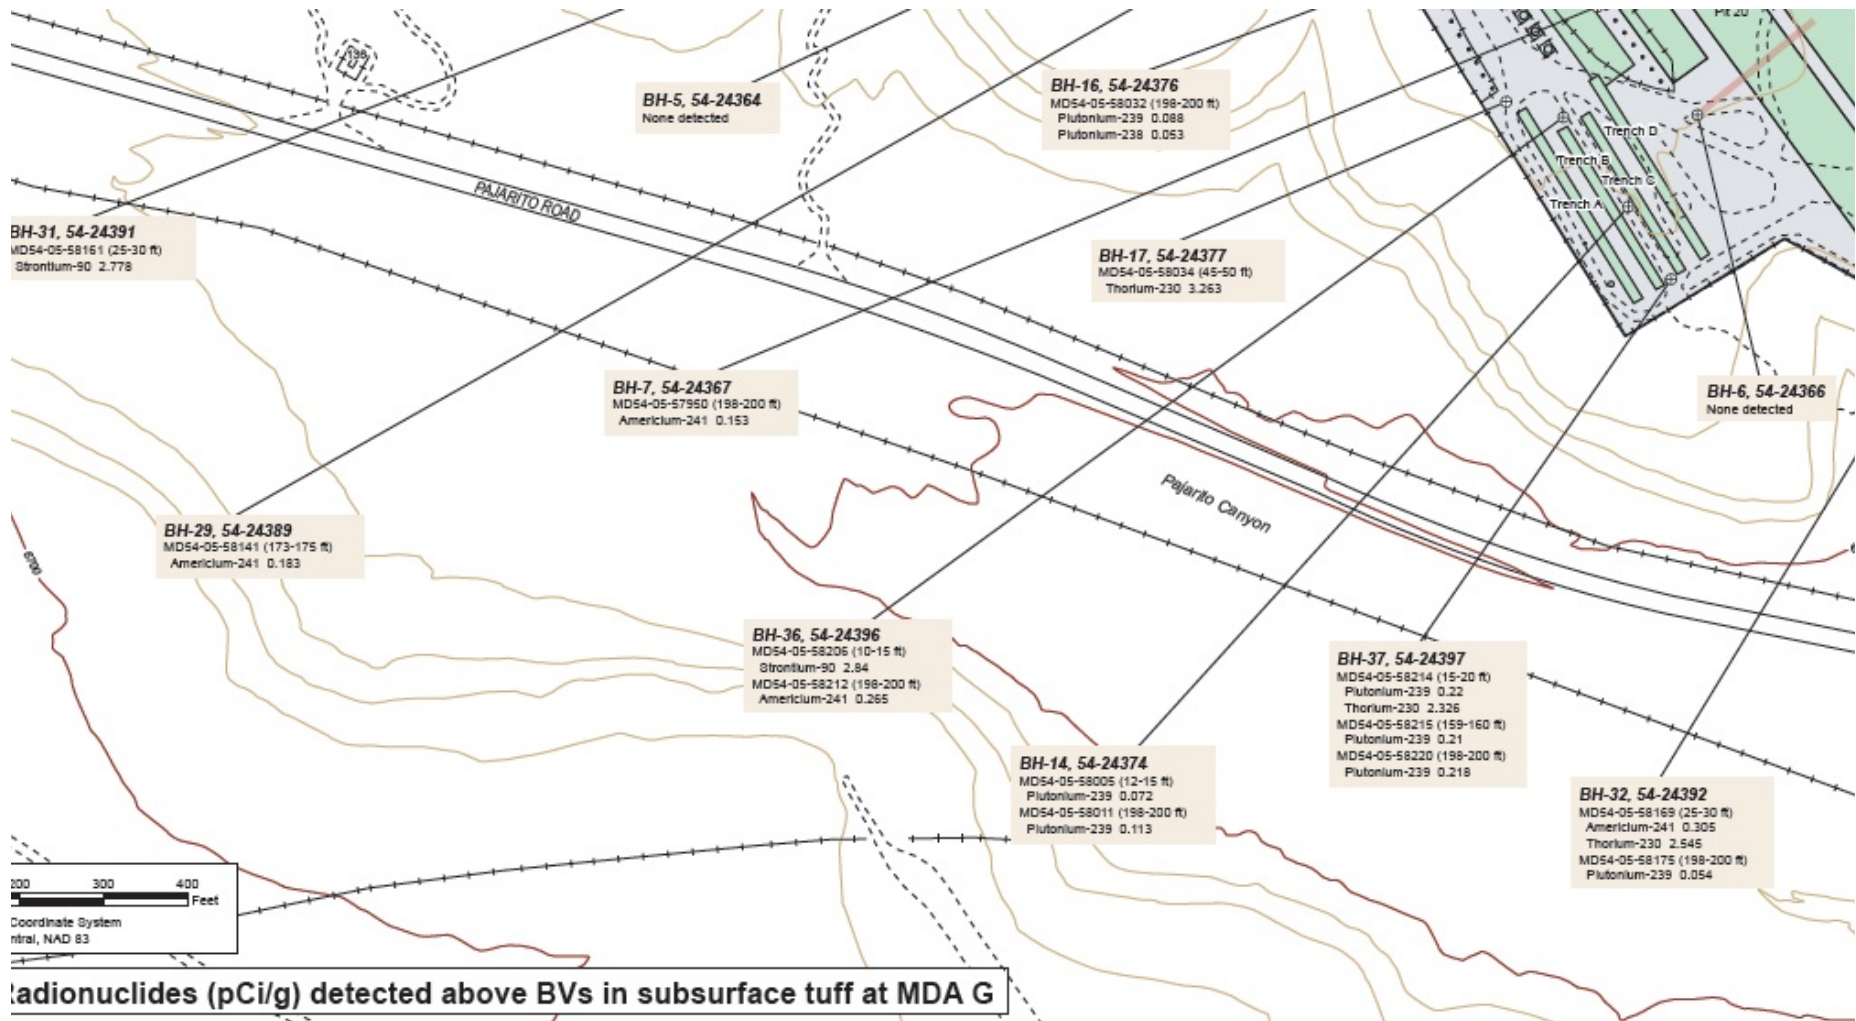 Pit 20
136
BH-5, 54-24364
None detected
BH-16, 54-24376
MD54-05-58032 (198-200 ft)
Plutonium-239 0.088
Plutonium-238 0.053
Trench D
Trench B
Trench C
Trench A
PAJARITO ROAD
BH-31, 54-24391
MD54-05-58161 (25-30 ft)
Strontium-90 2.778
BH-17, 54-24377
MD54-05-58034 (45-50 ft)
Thorium-230 3.263
BH-7, 54-24367
MD54-05-57950 (198-200 ft)
Americium-241 0.153
BH-6, 54-24366
None detected
Pajarito Canyon
BH-29, 54-24389
MD54-05-58141 (173-175 ft)
Americium-241 0.183
6700
6
BH-36, 54-24396
MD54-05-58206 (10-15 ft)
Strontium-90 2.84
MD54-05-58212 (198-200 ft)
Americium-241 0.265
BH-37, 54-24397
MD54-05-58214 (15-20 ft)
Plutonium-239 0.22
Thorium-230 2.326
MD54-05-58215 (159-160 ft)
Plutonium-239 0.21
MD54-05-58220 (198-200 ft)
Plutonium-239 0.218
BH-14, 54-24374
MD54-05-58005 (12-15 ft)
Plutonium-239 0.072
MD54-05-58011 (198-200 ft)
Plutonium-239 0.113
BH-32, 54-24392
MD54-05-58169 (25-30 ft)
Americium-241 0.305
Thorium-230 2.545
MD54-05-58175 (198-200 ft)
Plutonium-239 0.054
200 300 400
Feet
Coordinate System
ntral, NAD 83
Radionuclides (pCi/g) detected above BVs in subsurface tuff at MDA G